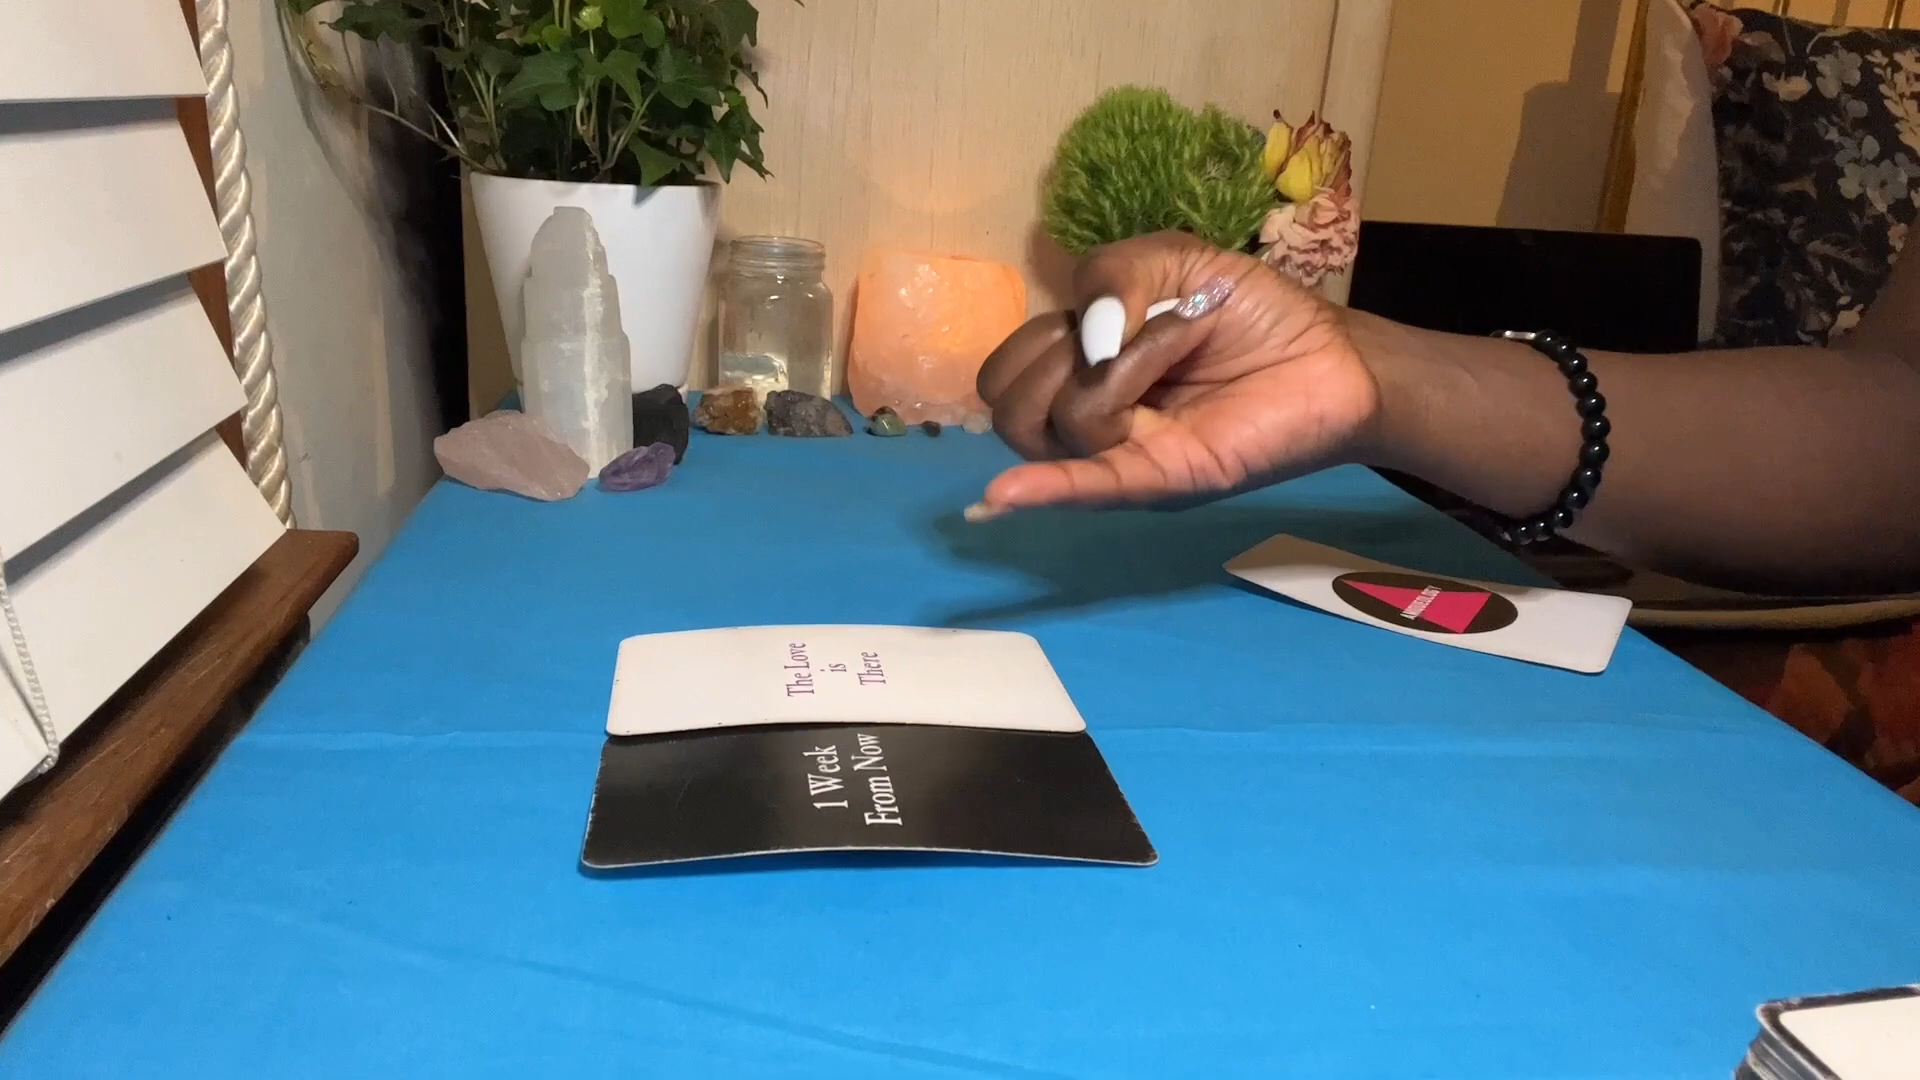 The Love
is
There
1 Week
From Now